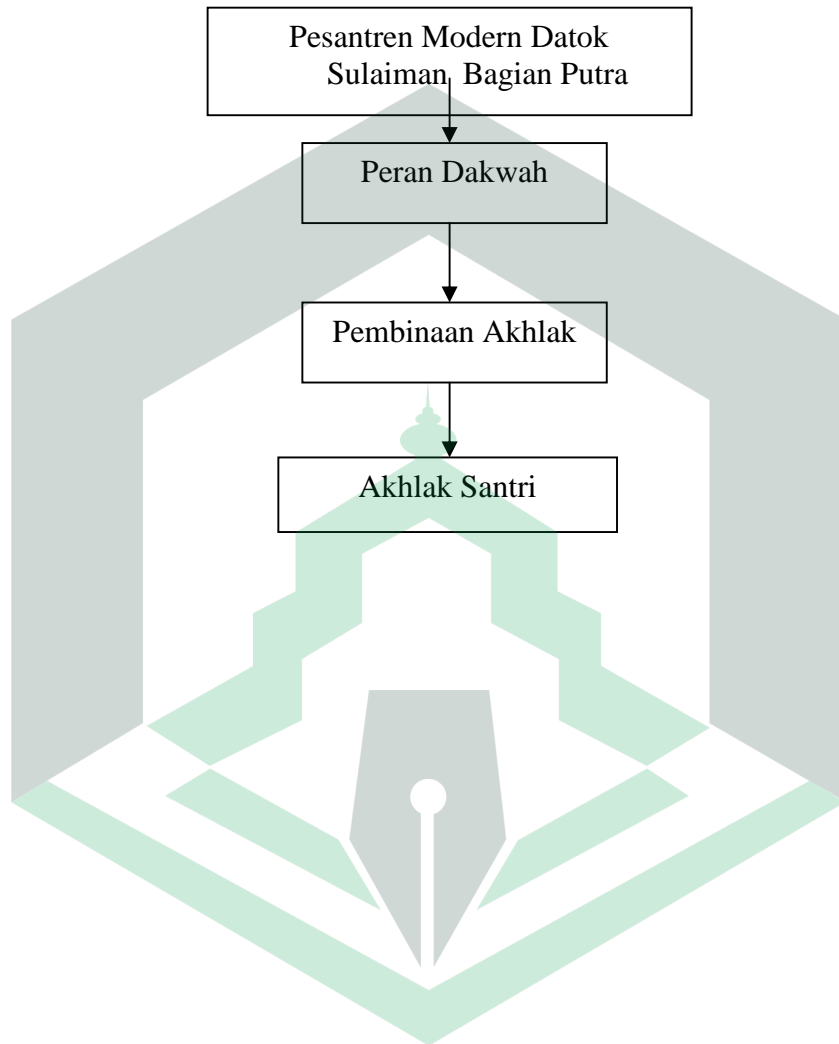 Pesantren Modern Datok
Sulaiman Bagian Putra
Peran Dakwah
Pembinaan Akhlak
Akhlak Santri